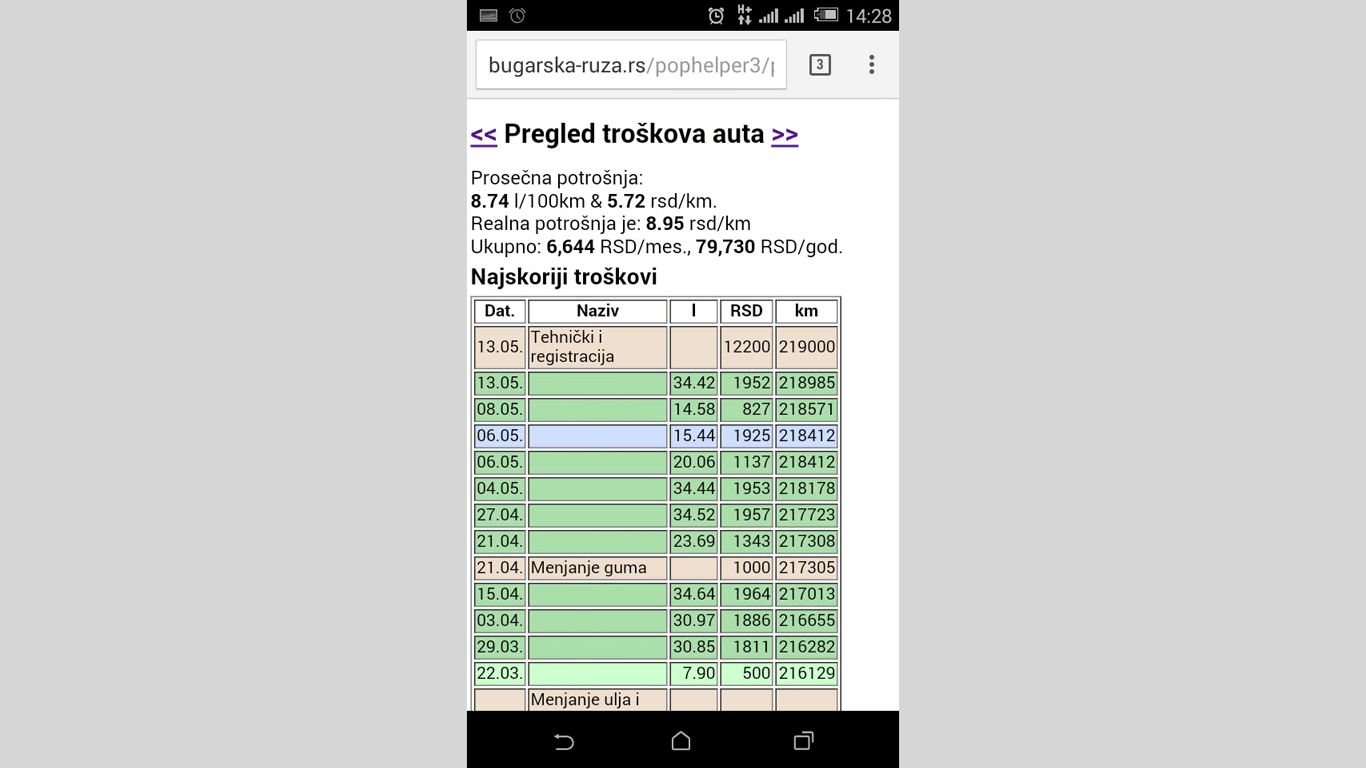 H+ 14:28
bugarska-ruza.rs/pophelper3/p
3
<< Pregled troškova auta >>
Prosečna potrošnja:
8.74 l/100km & 5.72 rsd/km.
Realna potrošnja je: 8.95 rsd/km
Ukupno: 6,644 RSD/mes., 79,730 RSD/god.
Najskoriji troškovi
Dat. Naziv l RSD km
13.05. Tehnički i registracija 12200 219000
13.05. 34.42 1952 218985
08.05. 14.58 827 218571
06.05. 15.44 1925 218412
06.05. 20.06 1137 218412
04.05. 34.44 1953 218178
27.04. 34.52 1957 217723
21.04. 23.69 1343 217308
21.04. Menjanje guma 1000 217305
15.04. 34.64 1964 217013
03.04. 30.97 1886 216655
29.03. 30.85 1811 216282
22.03. 7.90 500 216129
Menjanje ulja i